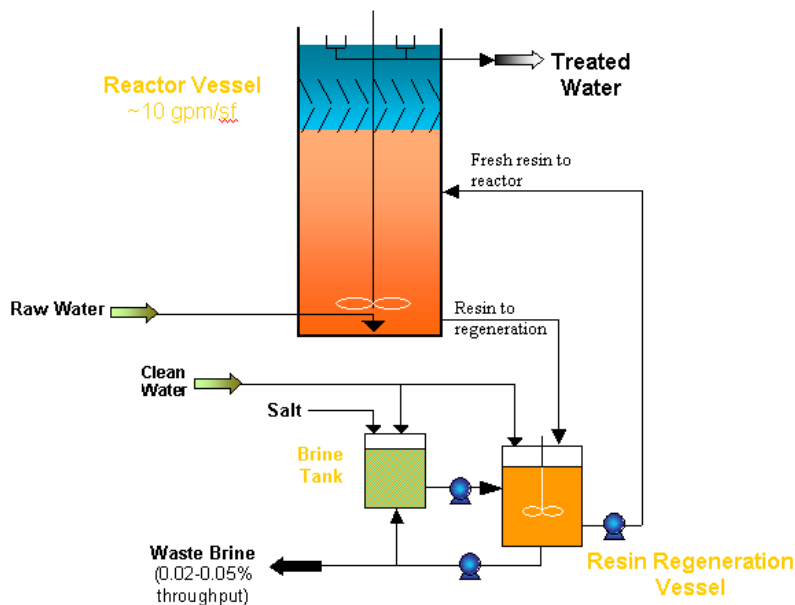 Reactor Vessel
~10 gpm/sf
Treated
Water
Fresh resin to
reactor
Raw Water
Resin to
regeneration
Clean
Water
Salt
Brine
Tank
Waste Brine
(0.02-0.05%
throughput)
Resin Regeneration
Vessel